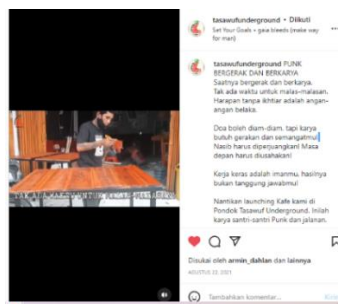 tasawufunderground • Diikuti
Set Your Goals • gaia bleeds (make way
for man)
tasawufunderground PUNK
BERGERAK DAN BERKARYA
Saatnya bergerak dan berkarya.
Tak ada waktu untuk malas-malasan.
Harapan tanpa ikhtiar adalah angan-
angan belaka.
Doa boleh diam-diam. tapi karya
butuh gerakan dan semangatmu!
Nasib harus diperjuangkan! Masa
depan harus diusahakan!
Kerja keras adalah imanmu, hasilnya
bukan tanggung jawabmu!
Nantikan launching Kafe kami di
Pondok Tasawuf Underground. Inilah
karya santri-santri Punk dan jalanan.
Disukai oleh armin_dahlan dan lainnya
AGUSTUS 23, 2021
Tambahkan komentar...